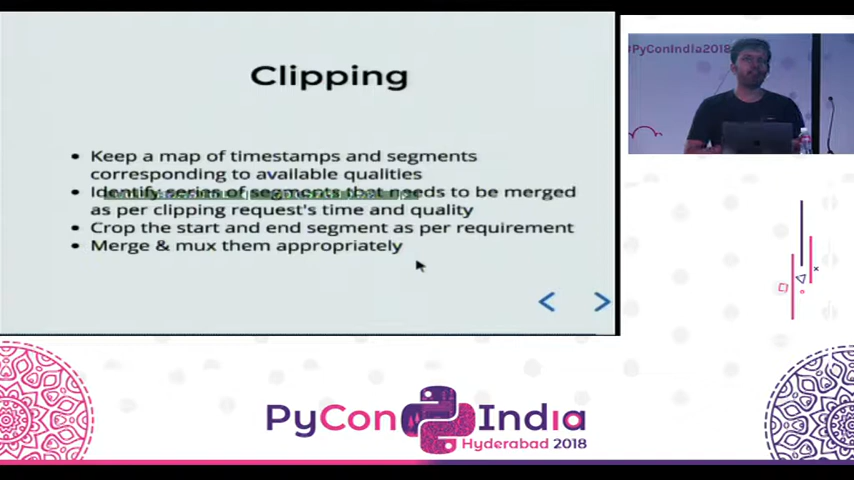 Clipping
#PyConIndia2018
Keep a map of timestamps and segments
corresponding to available qualities
Identify series of segments that needs to be merged
as per clipping request's time and quality
Crop the start and end segment as per requirement
Merge & mux them appropriately
PyCon India
Hyderabad 2018